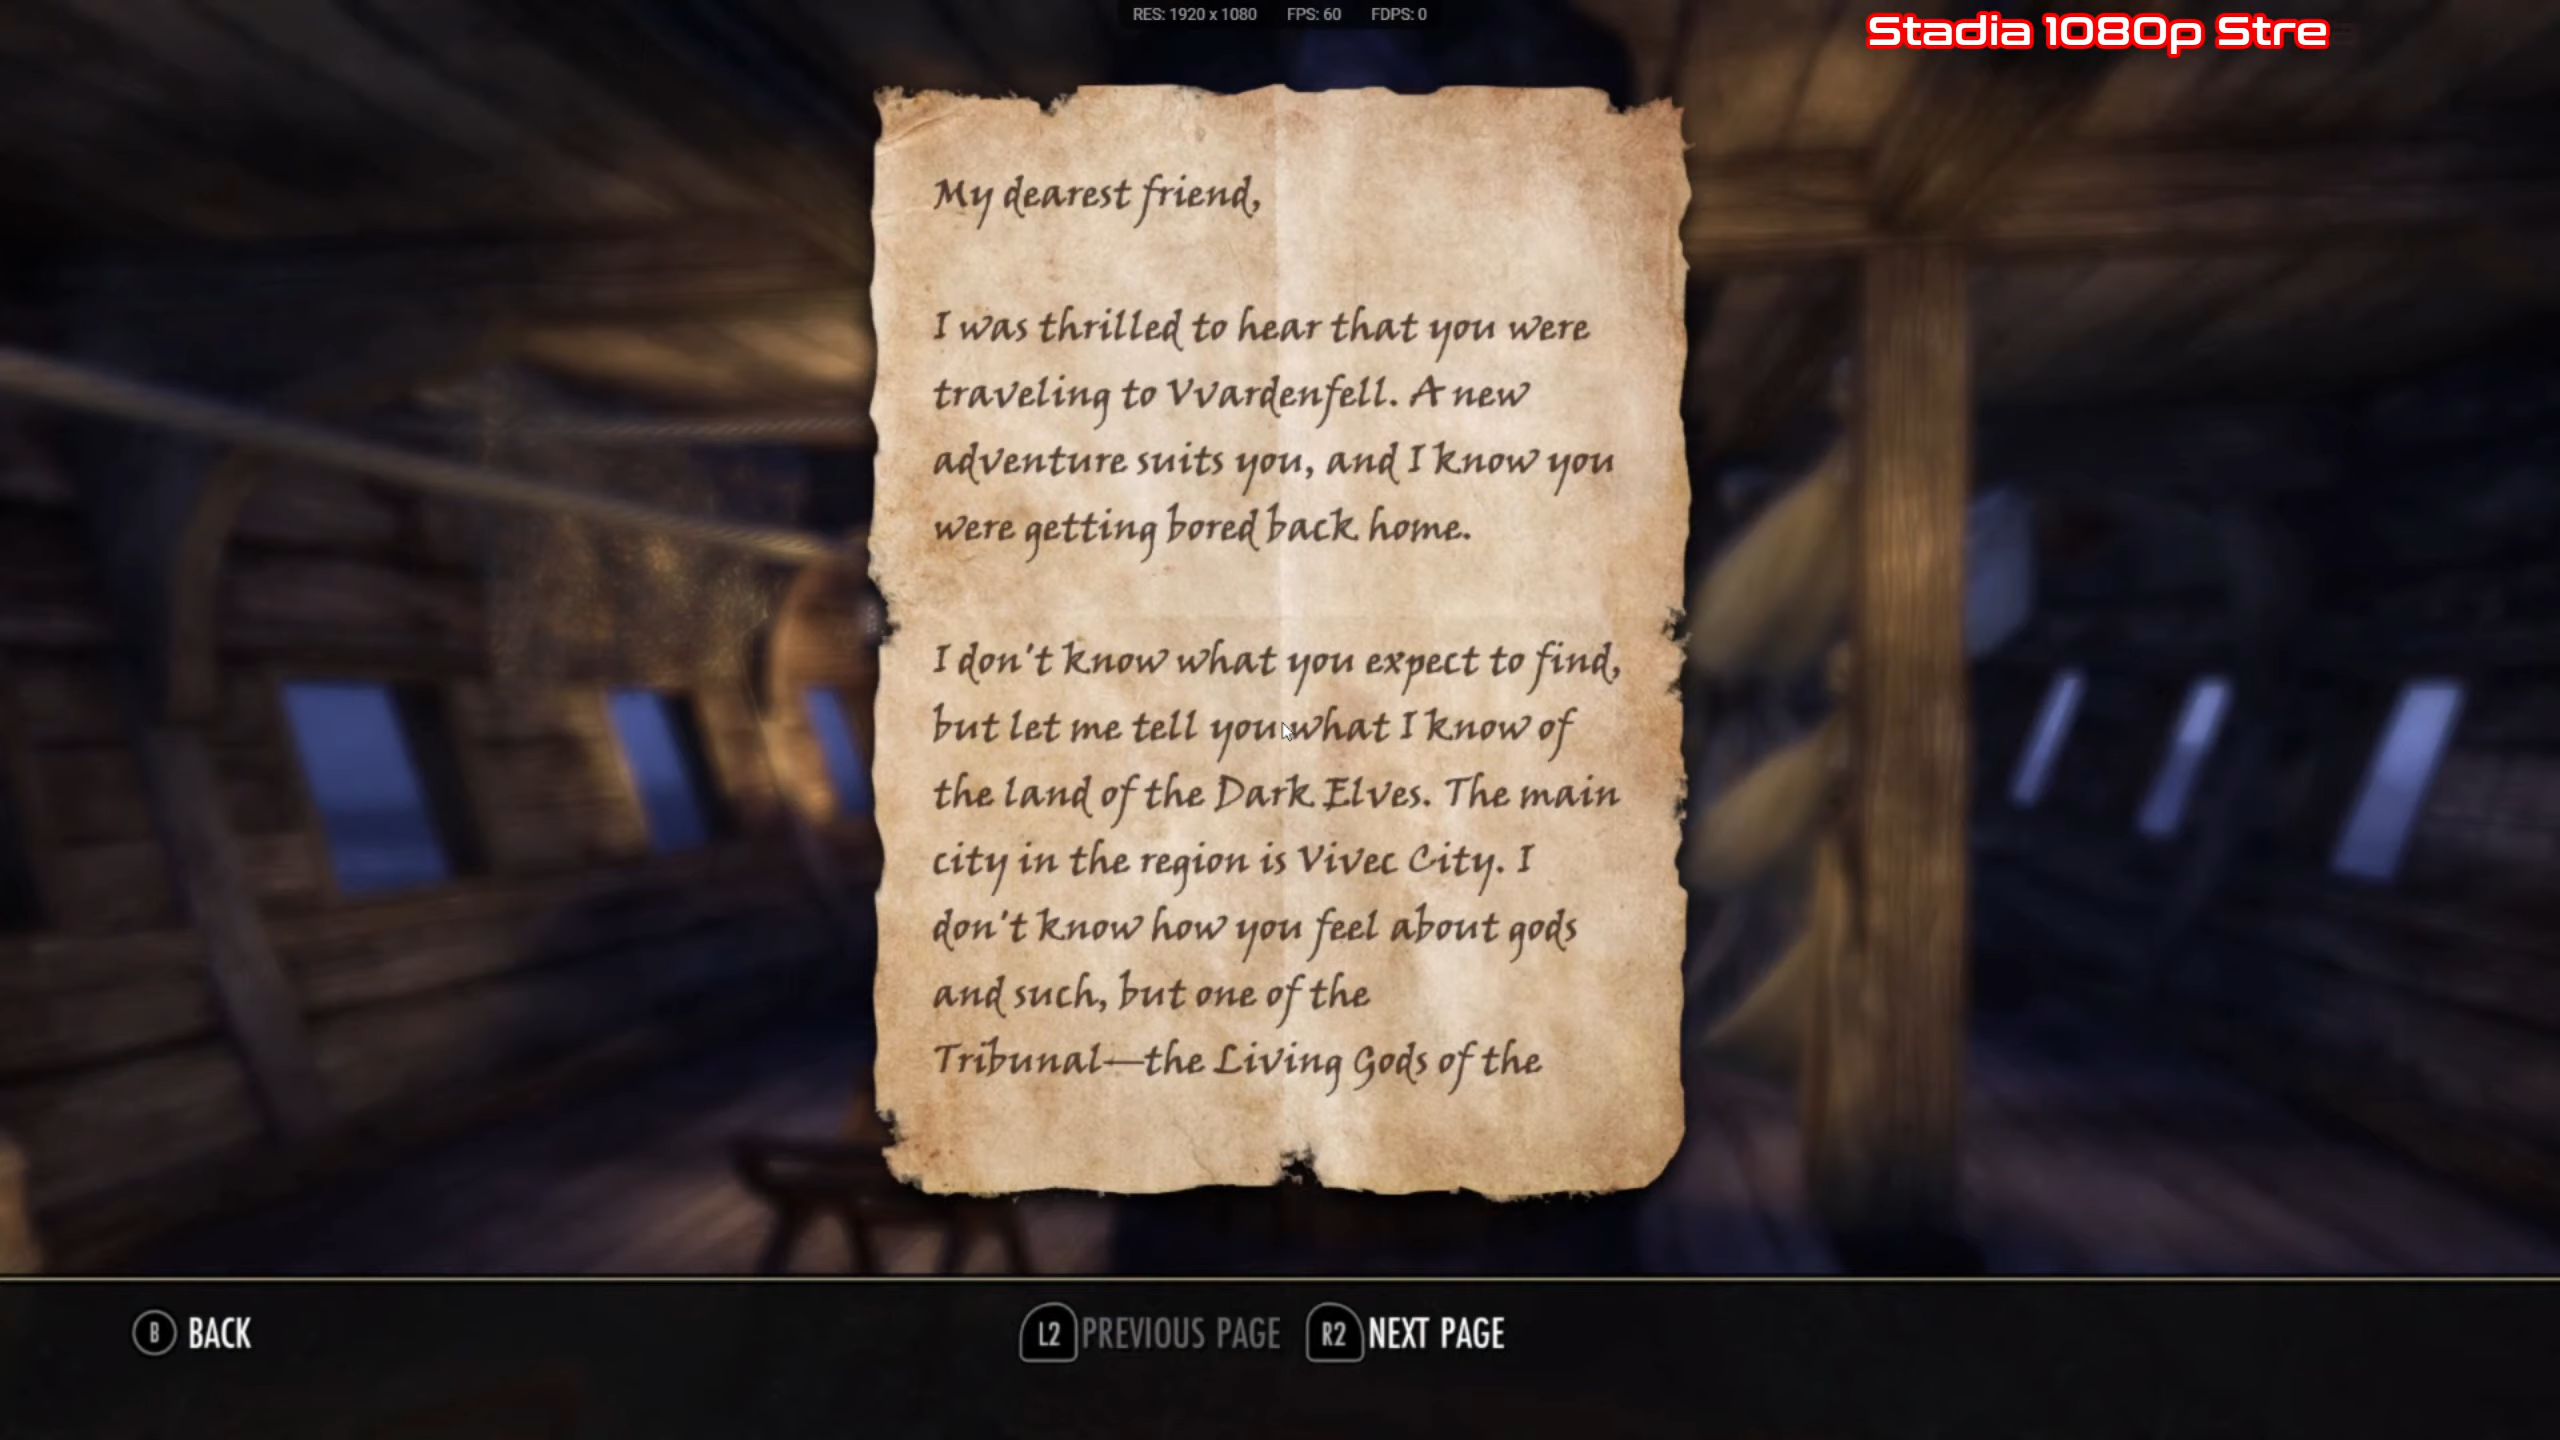 RES: 1920 x 1080 FPS: 60 FDPS: 0
Stadia 1080p Stre
My dearest friend,
I was thrilled to hear that you were
traveling to Vvardenfell. A new
adventure suits you, and I know you
were getting bored back home.
I don't know what you expect to find,
but let me tell you what I know of
the land of the Dark Elves. The main
city in the region is Vivec City. I
don't know how you feel about gods
and such, but one of the
Tribunal—the Living Gods of the
B BACK L2 PREVIOUS PAGE R2 NEXT PAGE